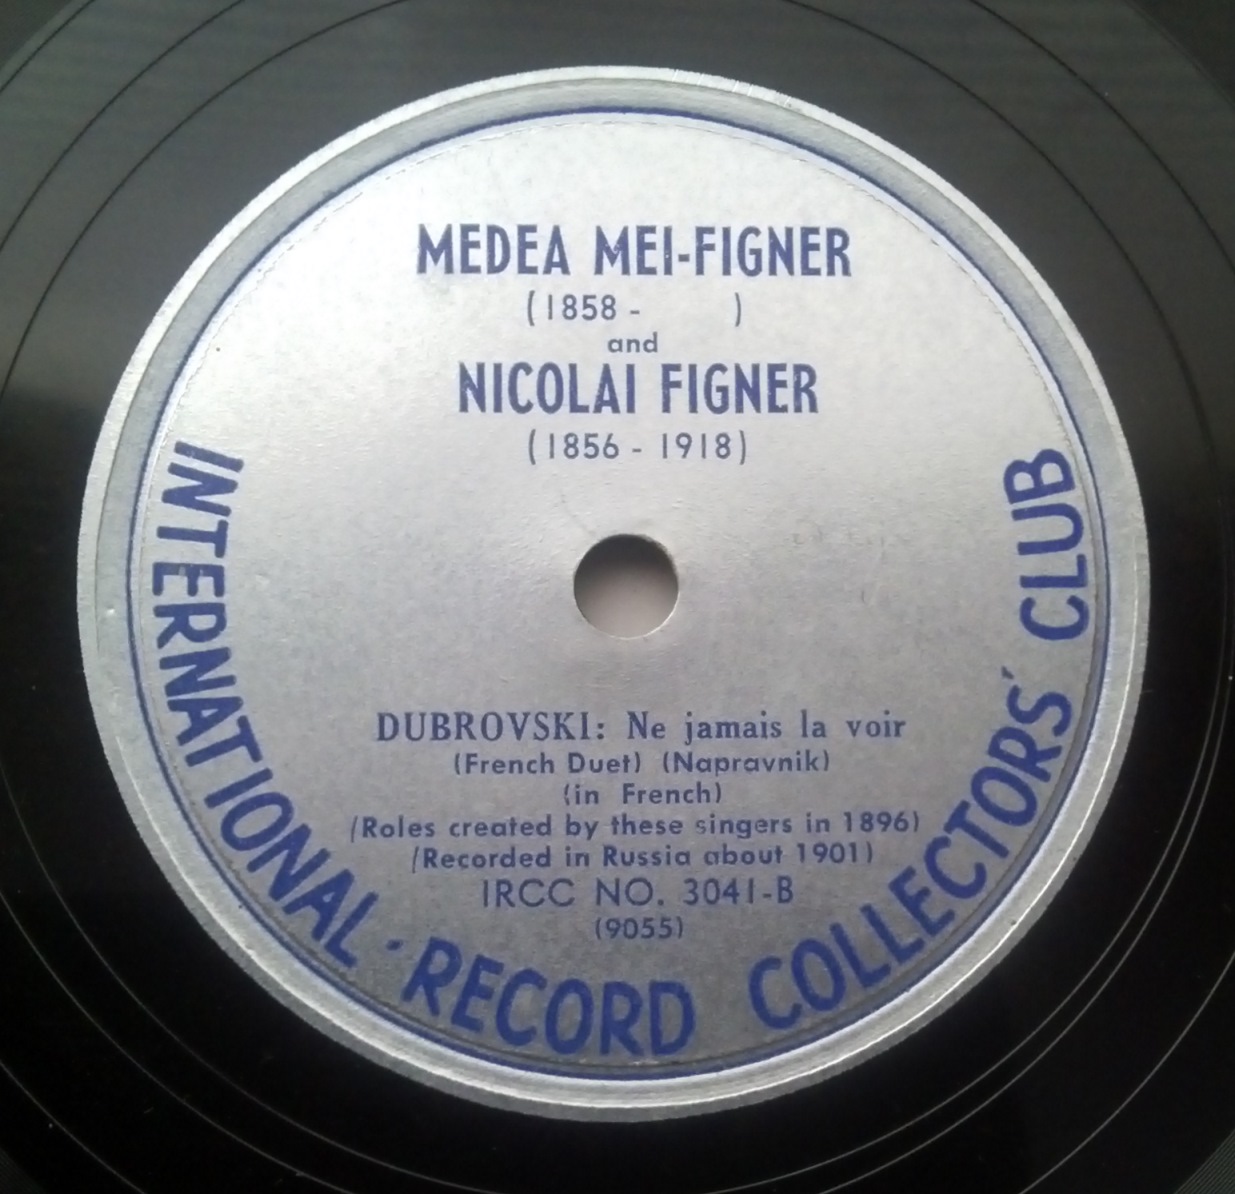 MEDEA MEI-FIGNER
(1858 - )
and
NICOLAI FIGNER
(1856 - 1918)
DUBROVSKI: Ne jamais la voir
(French Duet) (Napravnik)
(in French)
(Roles created by these singers in 1896)
(Recorded in Russia about 1901)
IRCC NO. 3041-B
(9055)
INTERNATIONAL · RECORD COLLECTORS' CLUB